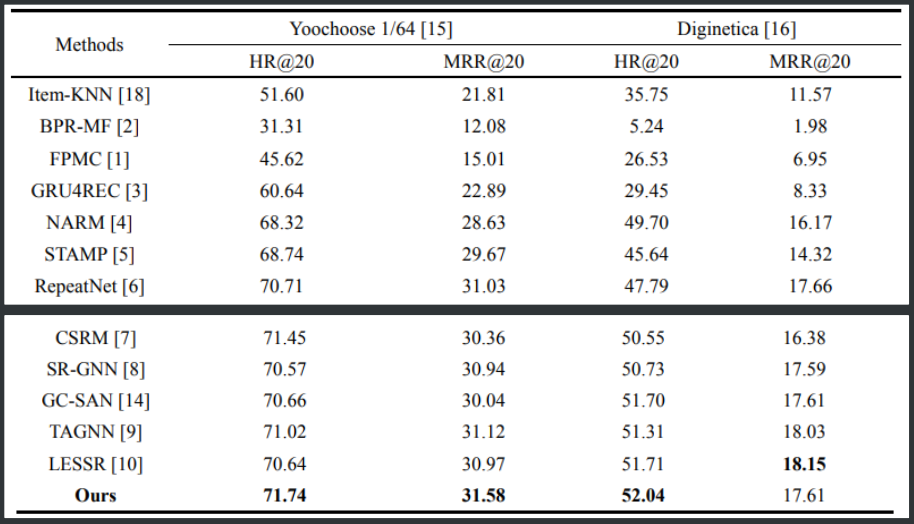 Methods Yoochoose 1/64 [15] Diginetica [16]
HR@20 MRR@20 HR@20 MRR@20
Item-KNN [18] 51.60 21.81 35.75 11.57
BPR-MF [2] 31.31 12.08 5.24 1.98
FPMC [1] 45.62 15.01 26.53 6.95
GRU4REC [3] 60.64 22.89 29.45 8.33
NARM [4] 68.32 28.63 49.70 16.17
STAMP [5] 68.74 29.67 45.64 14.32
RepeatNet [6] 70.71 31.03 47.79 17.66
CSRM [7] 71.45 30.36 50.55 16.38
SR-GNN [8] 70.57 30.94 50.73 17.59
GC-SAN [14] 70.66 30.04 51.70 17.61
TAGNN [9] 71.02 31.12 51.31 18.03
LESSR [10] 70.64 30.97 51.71 18.15
Ours 71.74 31.58 52.04 17.61